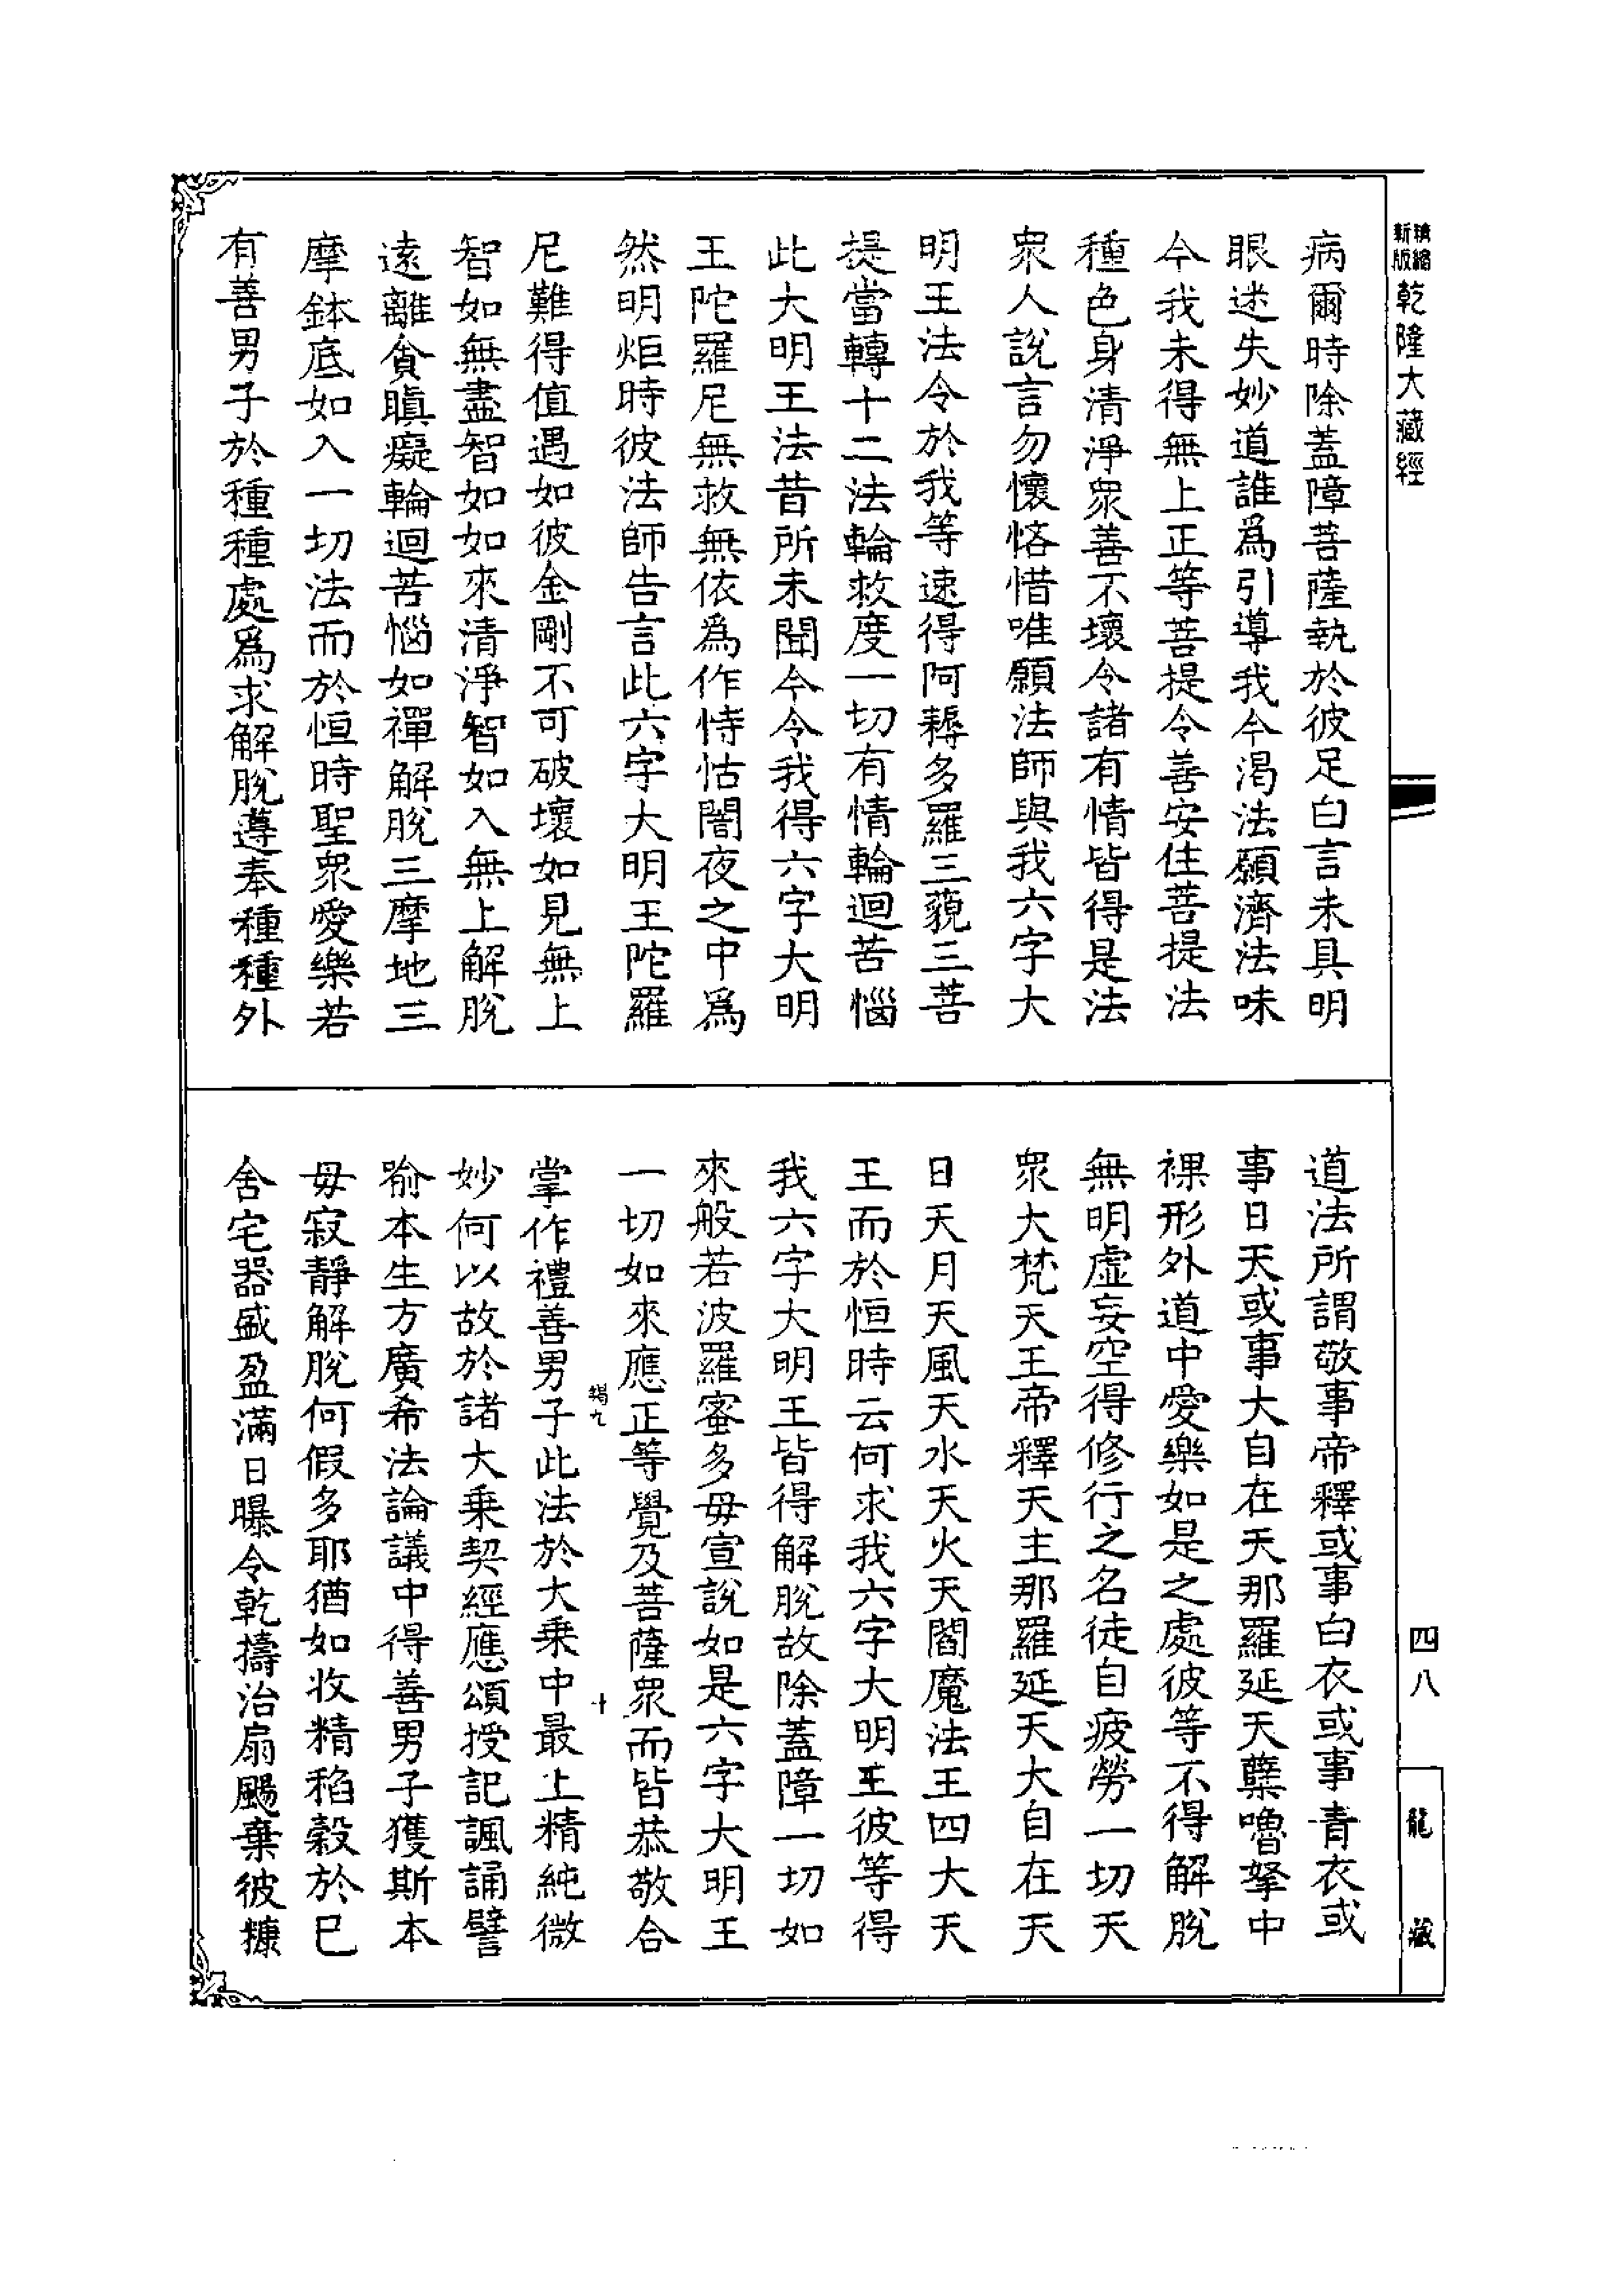 新版精縮乾隆大藏經
病爾時除蓋障菩薩執於彼足白言未具明
眼迷失妙道誰爲引導我今渴法願濟法味
今我未得無上正等菩提令善安住菩提法
種色身清淨衆善不壞令諸有情皆得是法
衆人說言勿懷悋惜唯願法師與我六字大
明王法令於我等速得阿耨多羅三藐三菩
提當轉十二法輪救度一切有情輪迴苦惱
此大明王法昔所未聞今令我得六字大明
王陀羅尼無救無依爲作恃怙闇夜之中爲
然明炬時彼法師告言此六字大明王陀羅
尼難得值遇如彼金剛不可破壞如見無上
智如無盡智如如來清淨智如入無上解脫
遠離貪瞋癡輪迴苦惱如禪解脫三摩地三
摩鉢底如入一切法而於恒時聖衆愛樂若
有善男子於種種處爲求解脫遵奉種種外
道法所謂敬事帝釋或事白衣或事青衣或
事日天或事大自在天那羅延天蘗嚕拏中
裸形外道中愛樂如是之處彼等不得解脫
無明虛妄空得修行之名徒自疲勞一切天
衆大梵天王帝釋天主那羅延天大自在天
日天月天風天水天火天閻魔法王四大天
王而於恒時云何求我六字大明王彼等得
我六字大明王皆得解脫故除蓋障一切如
來般若波羅蜜多毋宣說如是六字大明王
一切如來應正等覺及菩薩衆而皆恭敬合
羯九 十
掌作禮善男子此法於大乘中最上精純微
妙何以故於諸大乘契經應頌授記諷誦譬
喻本生方廣希法論議中得善男子獲斯本
毋寂靜解脫何假多耶猶如收精稻穀於巳
舍宅器盛盈滿日曝令乾擣治扇颺棄彼糠
四八
龍藏